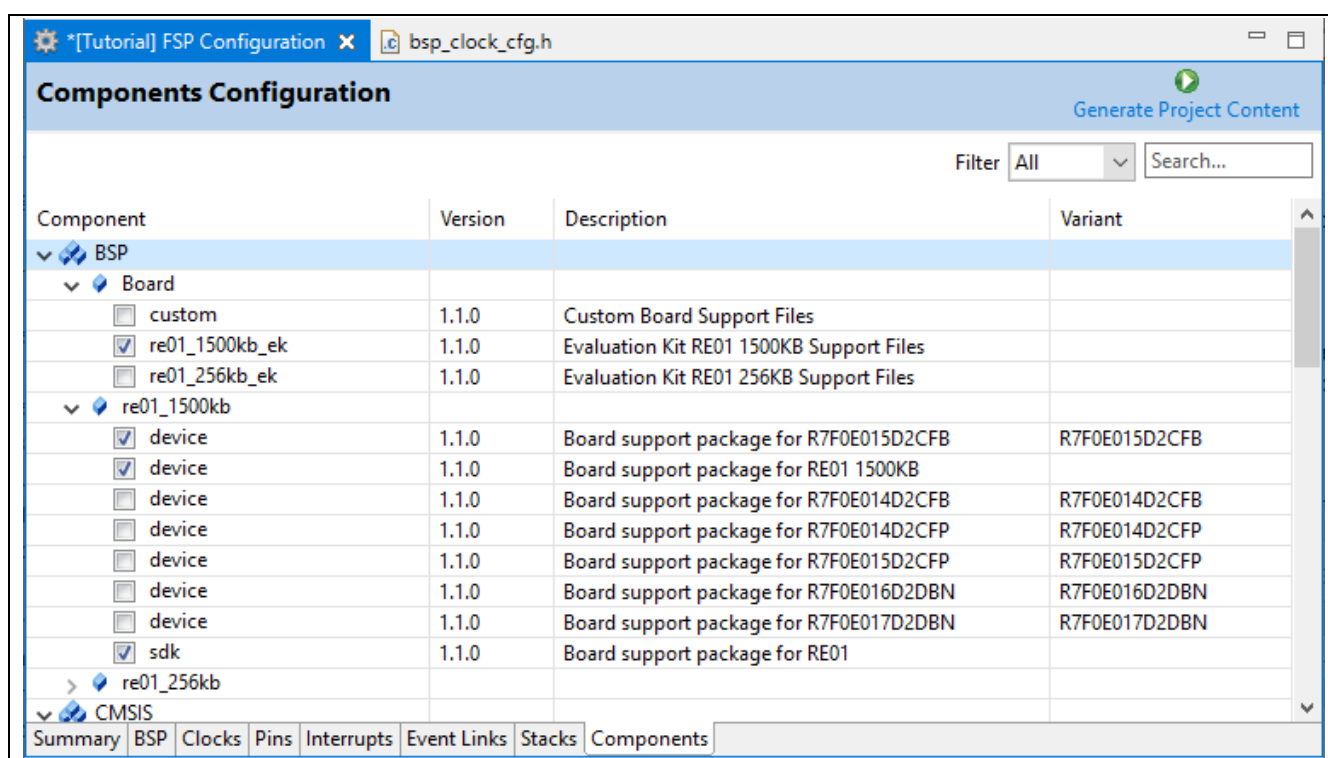 *[Tutorial] FSP Configuration bsp_clock_cfg.h
Components Configuration
Generate Project Content
Filter All Search...
Component Version Description Variant
BSP
Board
custom 1.1.0 Custom Board Support Files
re01_1500kb_ek 1.1.0 Evaluation Kit RE01 1500KB Support Files
re01_256kb_ek 1.1.0 Evaluation Kit RE01 256KB Support Files
re01_1500kb
device 1.1.0 Board support package for R7F0E015D2CFB R7F0E015D2CFB
device 1.1.0 Board support package for RE01 1500KB
device 1.1.0 Board support package for R7F0E014D2CFB R7F0E014D2CFB
device 1.1.0 Board support package for R7F0E014D2CFP R7F0E014D2CFP
device 1.1.0 Board support package for R7F0E015D2CFP R7F0E015D2CFP
device 1.1.0 Board support package for R7F0E016D2DBN R7F0E016D2DBN
device 1.1.0 Board support package for R7F0E017D2DBN R7F0E017D2DBN
sdk 1.1.0 Board support package for RE01
re01_256kb
CMSIS
Summary BSP Clocks Pins Interrupts Event Links Stacks Components